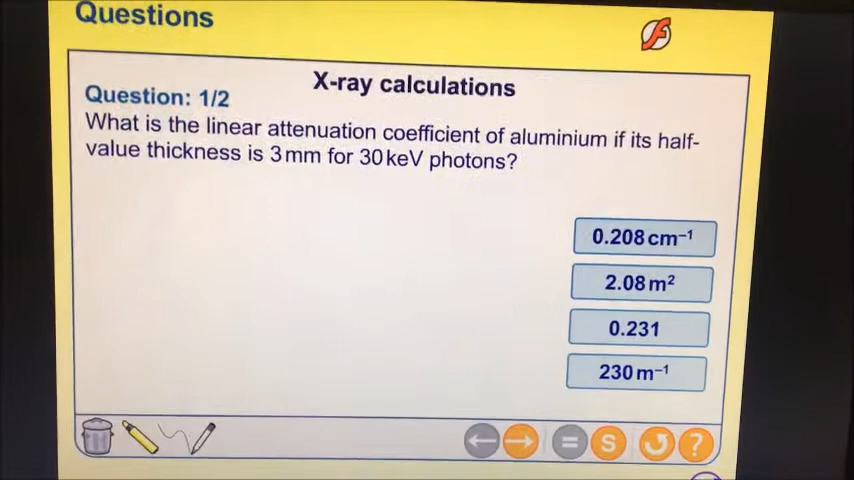 Questions
X-ray calculations
Question: 1/2
What is the linear attenuation coefficient of aluminium if its half-
value thickness is 3 mm for 30 keV photons?
0.208 cm⁻¹
2.08 m²
0.231
230 m⁻¹
= S ?